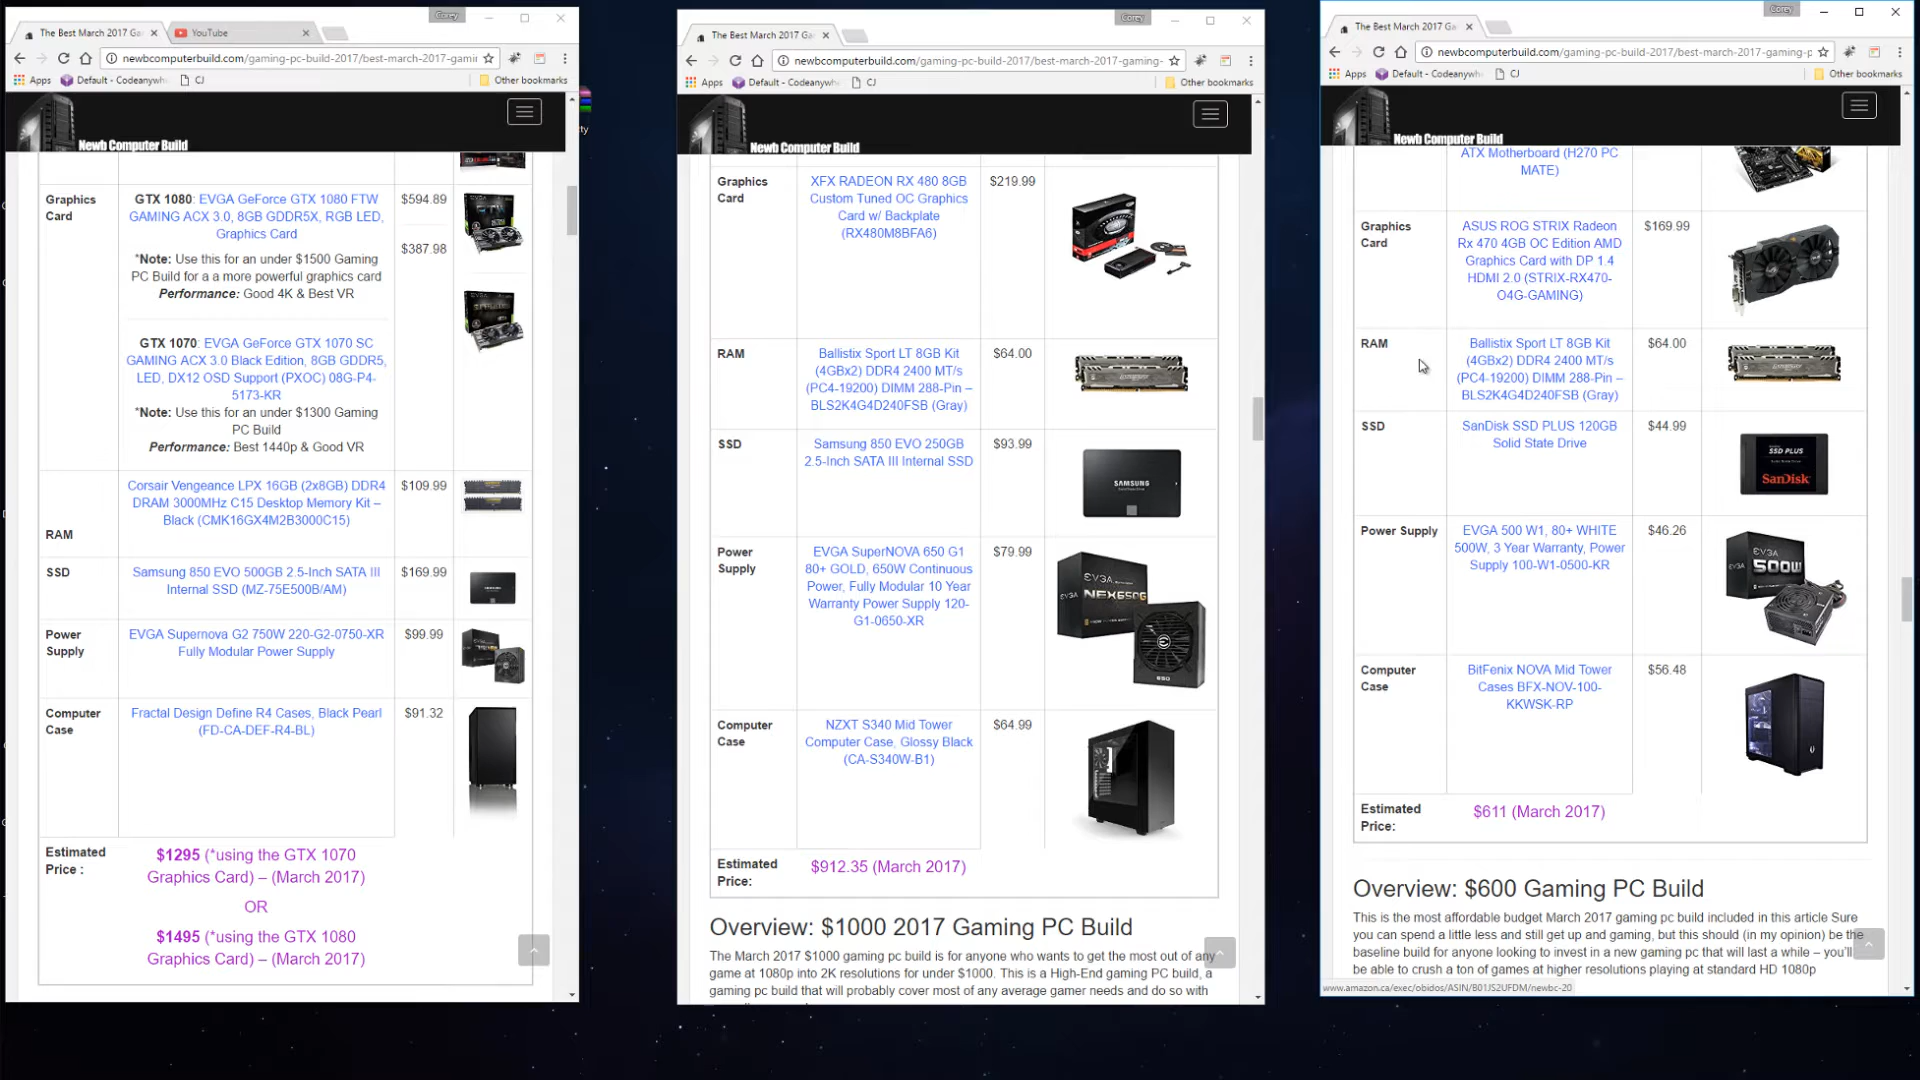 Corey
The Best March 2017 Ga
YouTube
newbcomputerbuild.com/gaming-pc-build-2017/best-march-2017-gamin
Apps
Default - Codeanywh
CJ
Other bookmarks
Newb Computer Build
Graphics
Card
GTX 1080: EVGA GeForce GTX 1080 FTW
GAMING ACX 3.0, 8GB GDDR5X, RGB LED,
Graphics Card
*Note: Use this for an under $1500 Gaming
PC Build for a a more powerful graphics card
Performance: Good 4K & Best VR
GTX 1070: EVGA GeForce GTX 1070 SC
GAMING ACX 3.0 Black Edition, 8GB GDDR5,
LED, DX12 OSD Support (PXOC) 08G-P4-
5173-KR
*Note: Use this for an under $1300 Gaming
PC Build
Performance: Best 1440p & Good VR
$594.89
$387.98
RAM
Corsair Vengeance LPX 16GB (2x8GB) DDR4
DRAM 3000MHz C15 Desktop Memory Kit –
Black (CMK16GX4M2B3000C15)
$109.99
SSD
Samsung 850 EVO 500GB 2.5-Inch SATA III
Internal SSD (MZ-75E500B/AM)
$169.99
Power
Supply
EVGA Supernova G2 750W 220-G2-0750-XR
Fully Modular Power Supply
$99.99
Computer
Case
Fractal Design Define R4 Cases, Black Pearl
(FD-CA-DEF-R4-BL)
$91.32
Estimated
Price :
$1295 (*using the GTX 1070
Graphics Card) – (March 2017)
OR
$1495 (*using the GTX 1080
Graphics Card) – (March 2017)
ty
Corey
The Best March 2017 Ga
newbcomputerbuild.com/gaming-pc-build-2017/best-march-2017-gaming-
Apps
Default - Codeanywh
CJ
Other bookmarks
Newb Computer Build
Graphics
Card
XFX RADEON RX 480 8GB
Custom Tuned OC Graphics
Card w/ Backplate
(RX480M8BFA6)
$219.99
RAM
Ballistix Sport LT 8GB Kit
(4GBx2) DDR4 2400 MT/s
(PC4-19200) DIMM 288-Pin –
BLS2K4G4D240FSB (Gray)
$64.00
SSD
Samsung 850 EVO 250GB
2.5-Inch SATA III Internal SSD
$93.99
SAMSUNG
Power
Supply
EVGA SuperNOVA 650 G1
80+ GOLD, 650W Continuous
Power, Fully Modular 10 Year
Warranty Power Supply 120-
G1-0650-XR
$79.99
EVGA
NEX650G
650
Computer
Case
NZXT S340 Mid Tower
Computer Case, Glossy Black
(CA-S340W-B1)
$64.99
Estimated
Price:
$912.35 (March 2017)
Overview: $1000 2017 Gaming PC Build
The March 2017 $1000 gaming pc build is for anyone who wants to get the most out of any
game at 1080p into 2K resolutions for under $1000. This is a High-End gaming PC build, a
gaming pc build that will probably cover most of any average gamer needs and do so with
Corey
The Best March 2017 Ga
newbcomputerbuild.com/gaming-pc-build-2017/best-march-2017-gaming-p
Apps
Default - Codeanywh
CJ
Other bookmarks
Newb Computer Build
ATX Motherboard (H270 PC
MATE)
Graphics
Card
ASUS ROG STRIX Radeon
Rx 470 4GB OC Edition AMD
Graphics Card with DP 1.4
HDMI 2.0 (STRIX-RX470-
O4G-GAMING)
$169.99
RAM
Ballistix Sport LT 8GB Kit
(4GBx2) DDR4 2400 MT/s
(PC4-19200) DIMM 288-Pin –
BLS2K4G4D240FSB (Gray)
$64.00
SSD
SanDisk SSD PLUS 120GB
Solid State Drive
$44.99
SSD PLUS
SanDisk
Power Supply
EVGA 500 W1, 80+ WHITE
500W, 3 Year Warranty, Power
Supply 100-W1-0500-KR
$46.26
EVGA
500W
Computer
Case
BitFenix NOVA Mid Tower
Cases BFX-NOV-100-
KKWSK-RP
$56.48
Estimated
Price:
$611 (March 2017)
Overview: $600 Gaming PC Build
This is the most affordable budget March 2017 gaming pc build included in this article Sure
you can spend a little less and still get up and gaming, but this should (in my opinion) be the
baseline build for anyone looking to invest in a new gaming pc that will last a while – you'll
be able to crush a ton of games at higher resolutions playing at standard HD 1080p
www.amazon.ca/exec/obidos/ASIN/B01JS2UFDM/newbc-20